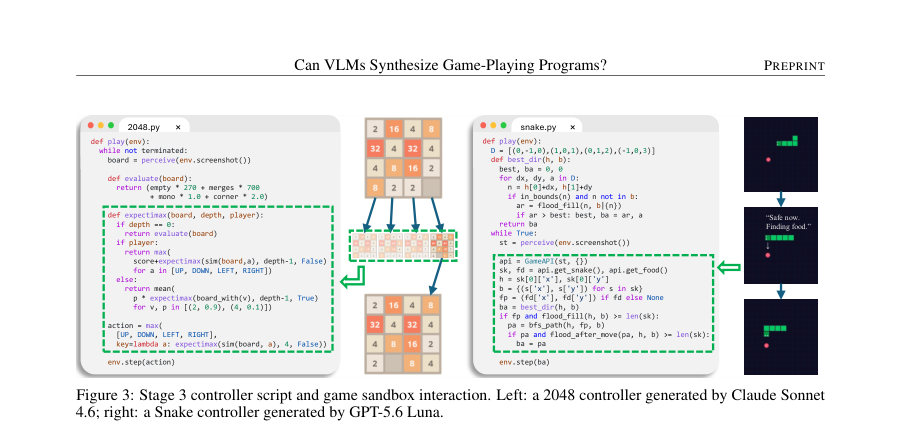 Can VLMs Synthesize Game-Playing Programs?
PREPRINT
2048.py ×
def play(env):
while not terminated:
board = perceive(env.screenshot())
def evaluate(board):
return (empty * 270 + merges * 700
+ mono * 1.0 + corner * 2.0)
def expectimax(board, depth, player):
if depth == 0:
return evaluate(board)
if player:
return max(
score+expectimax(sim(board,a), depth-1, False)
for a in [UP, DOWN, LEFT, RIGHT])
else:
return mean(
p * expectimax(board_with(v), depth-1, True)
for v, p in [(2, 0.9), (4, 0.1)])
action = max(
[UP, DOWN, LEFT, RIGHT],
key=lambda a: expectimax(sim(board, a), 4, False))
env.step(action)
2 16 4 8
32 4 32 4
4 8 16 2
8 2 2
2 16 4 8
32 4 32 4
4 8 16 2
2 8 4
snake.py ×
def play(env):
D = [(0,-1,0),(1,0,1),(0,1,2),(-1,0,3)]
def best_dir(h, b):
best, ba = 0, 0
for dx, dy, a in D:
n = h[0]+dx, h[1]+dy
if in_bounds(n) and n not in b:
ar = flood_fill(n, b|{n})
if ar > best: best, ba = ar, a
return ba
while True:
st = perceive(env.screenshot())
api = GameAPI(st, {})
sk, fd = api.get_snake(), api.get_food()
h = sk[0]['x'], sk[0]['y']
b = {(s['x'], s['y']) for s in sk}
fp = (fd['x'], fd['y']) if fd else None
ba = best_dir(h, b)
if fp and flood_fill(h, b) >= len(sk):
pa = bfs_path(h, fp, b)
if pa and flood_after_move(pa, h, b) >= len(sk):
ba = pa
env.step(ba)
"Safe now.
Finding food."
Figure 3: Stage 3 controller script and game sandbox interaction. Left: a 2048 controller generated by Claude Sonnet
4.6; right: a Snake controller generated by GPT-5.6 Luna.